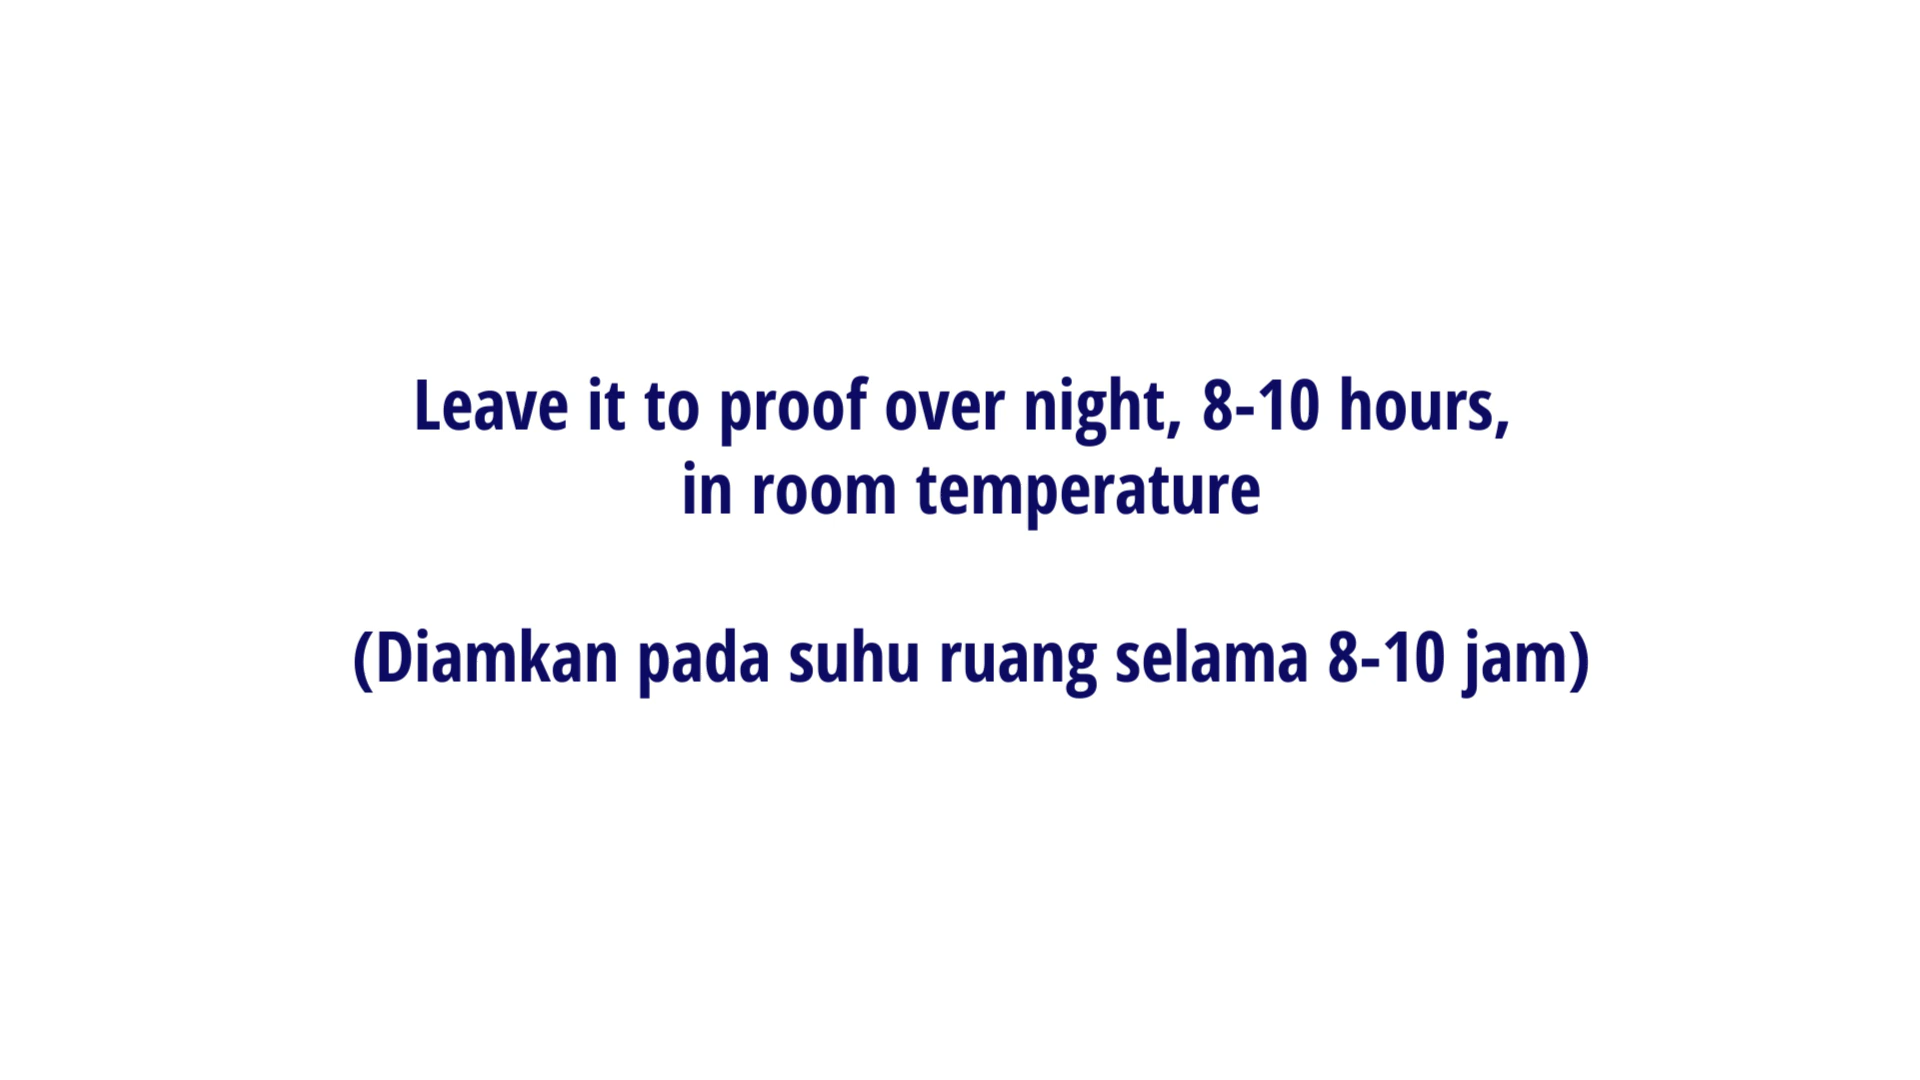 Leave it to proof over night, 8-10 hours,
in room temperature
(Diamkan pada suhu ruang selama 8-10 jam)